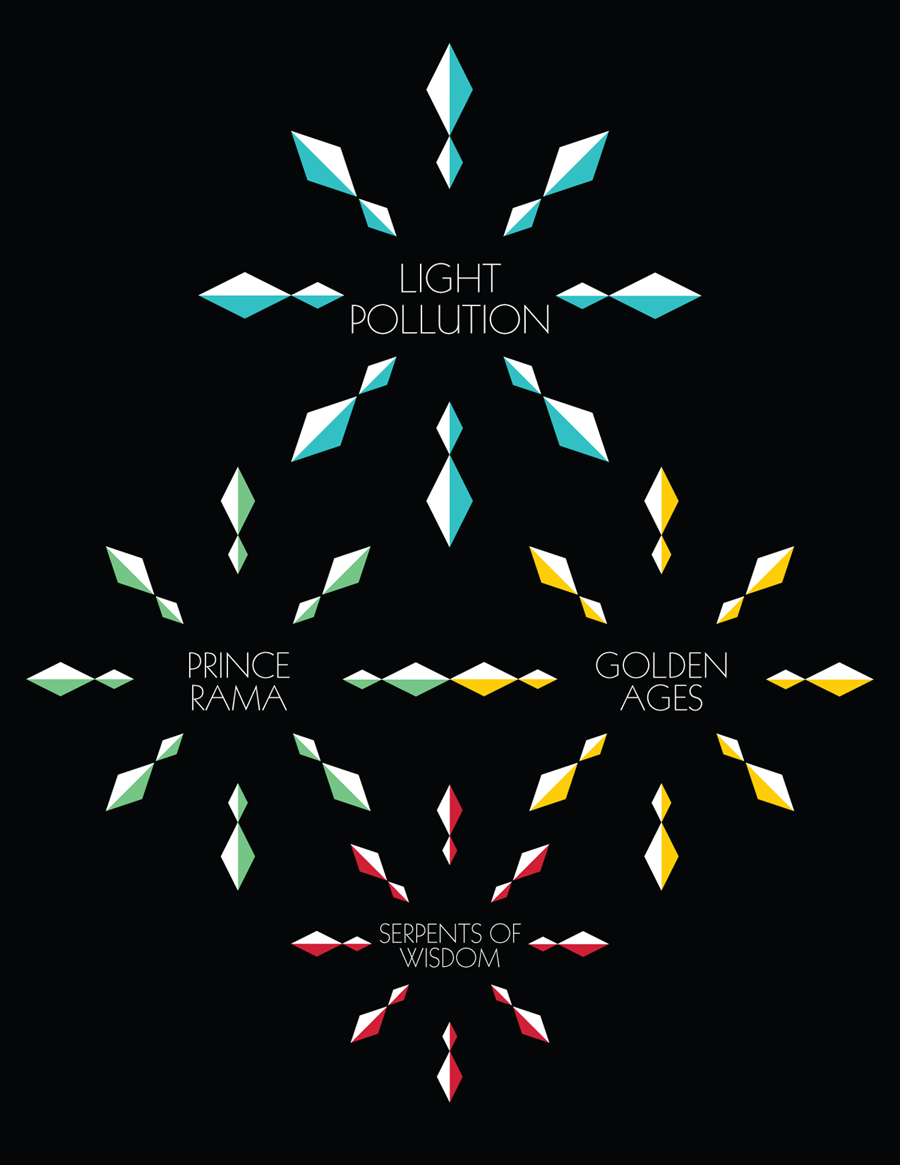 LIGHT
POLLUTION
PRINCE
RAMA
GOLDEN
AGES
SERPENTS OF
WISDOM